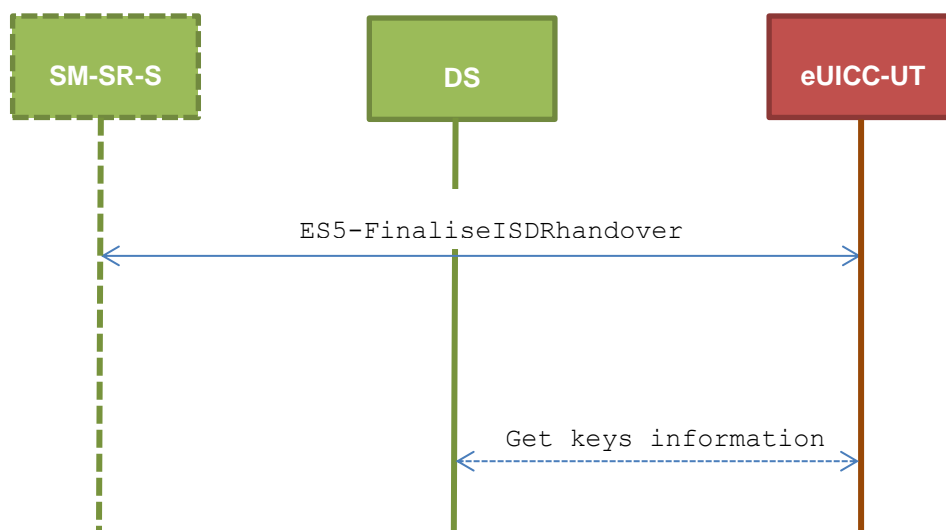 SM-SR-S
DS
eUICC-UT
ES5-FinaliseISDRhandover
Get keys information